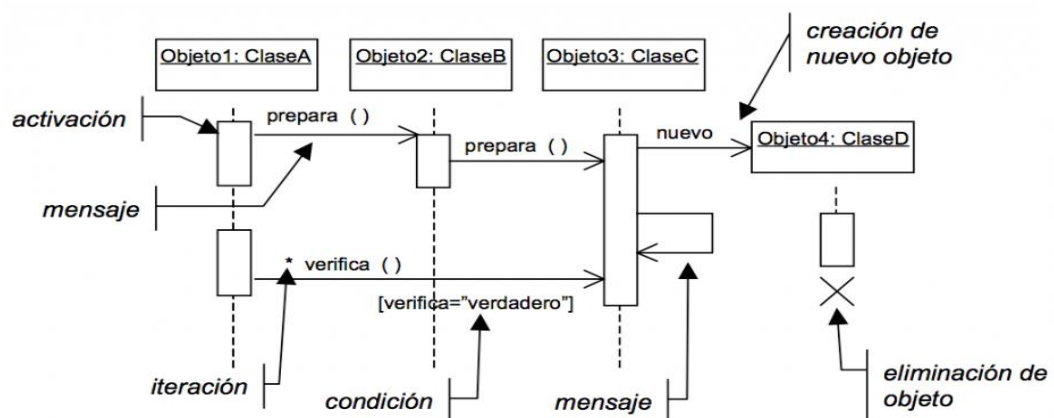 creación de
nuevo objeto
Objeto1: ClaseA
Objeto2: ClaseB
Objeto3: ClaseC
activación
prepara ( )
prepara ( )
nuevo
Objeto4: ClaseD
mensaje
* verifica ( )
[verifica="verdadero"]
iteración
condición
mensaje
eliminación de
objeto